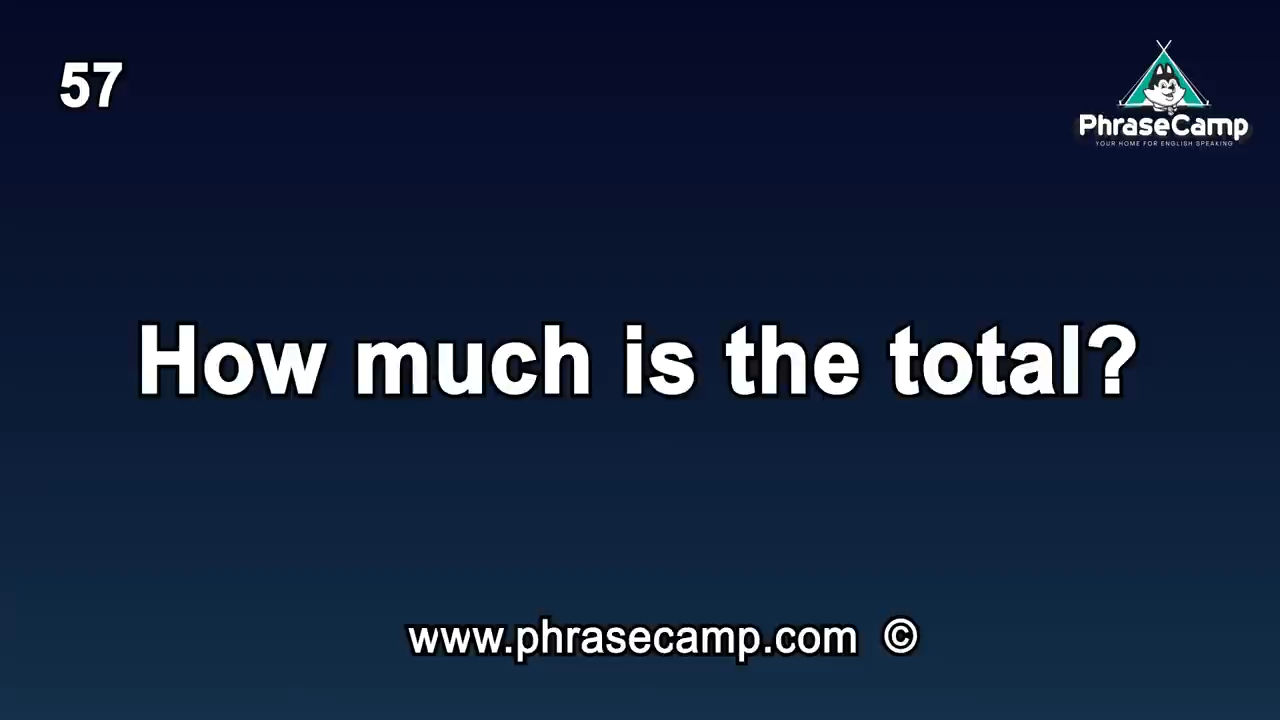 57
PhraseCamp
YOUR HOME FOR ENGLISH SPEAKING
How much is the total?
www.phrasecamp.com ©